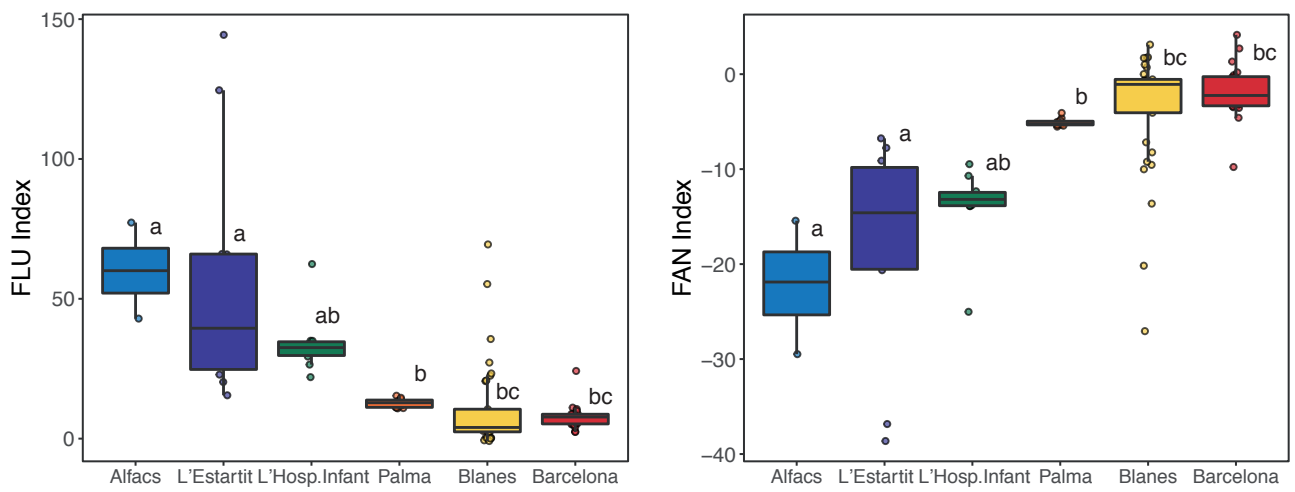 FLU Index
150
100
50
0
a
a
ab
b
bc
bc
Alfacs L'Estartit L'Hosp.Infant Palma Blanes Barcelona
FAN Index
0
−10
−20
−30
−40
a
a
ab
b
bc
bc
Alfacs L'Estartit L'Hosp.Infant Palma Blanes Barcelona